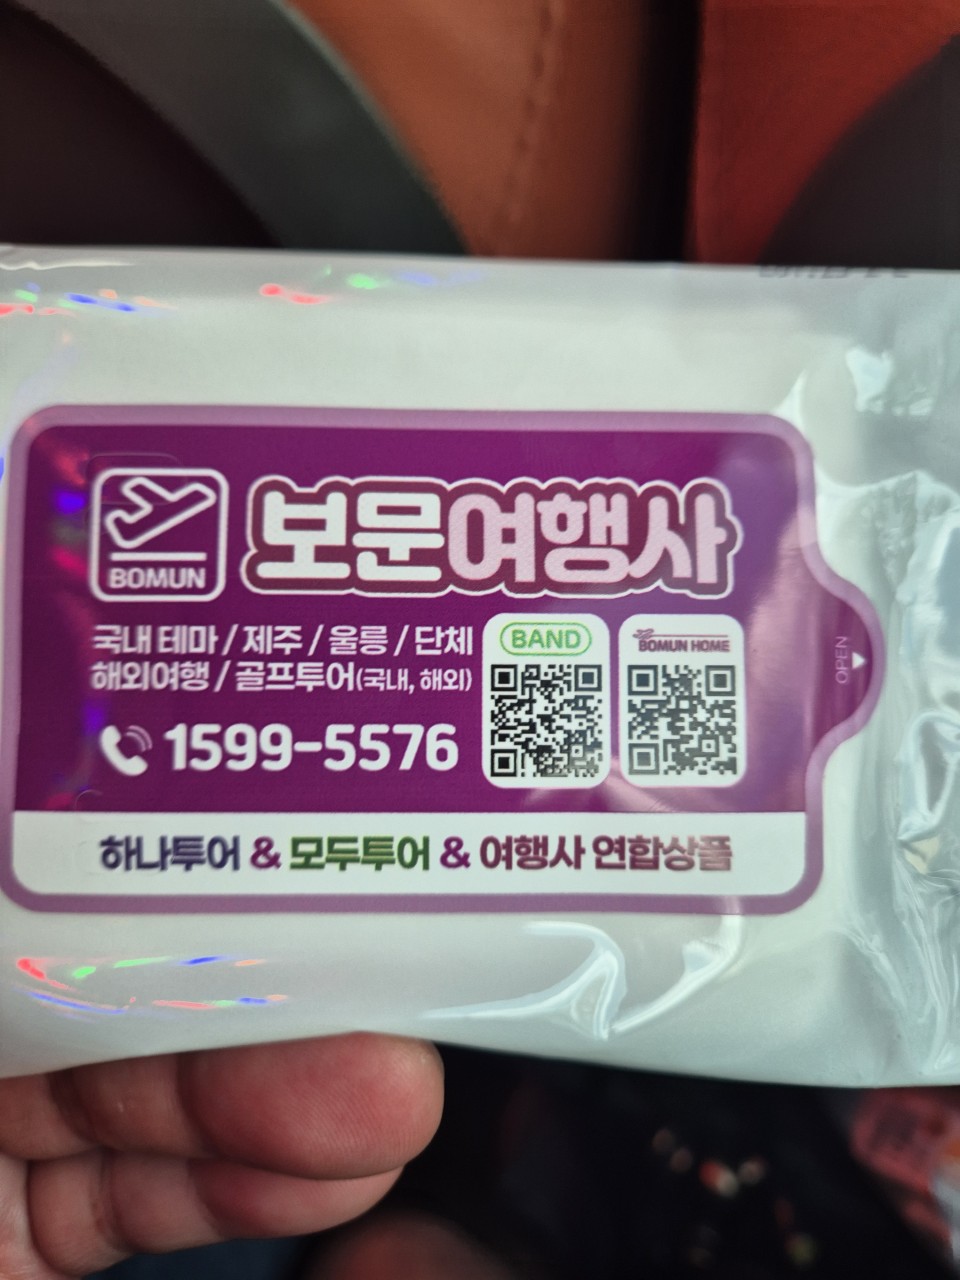 보문여행사
BOMUN
국내 테마 / 제주 / 울릉 / 단체
해외여행 / 골프투어(국내, 해외)
1599-5576
BAND
BOMUN HOME
OPEN
하나투어 & 모두투어 & 여행사 연합상품